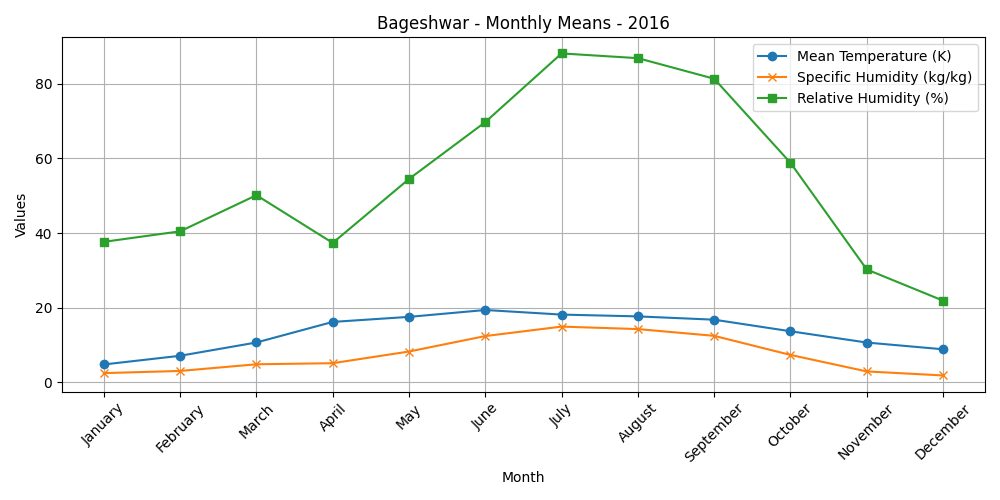 Bageshwar - Monthly Means - 2016
Mean Temperature (K)
Specific Humidity (kg/kg)
Relative Humidity (%)
Values
80
60
40
20
0
January
February
March
April
May
June
July
August
September
October
November
December
Month